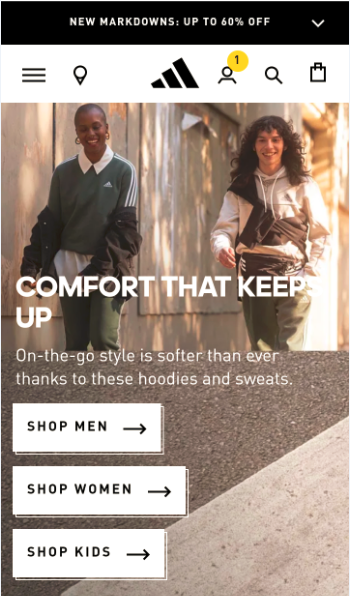 NEW MARKDOWNS: UP TO 60% OFF
1
COMFORT THAT KEEPS
UP
On-the-go style is softer than ever
thanks to these hoodies and sweats.
SHOP MEN
SHOP WOMEN
SHOP KIDS